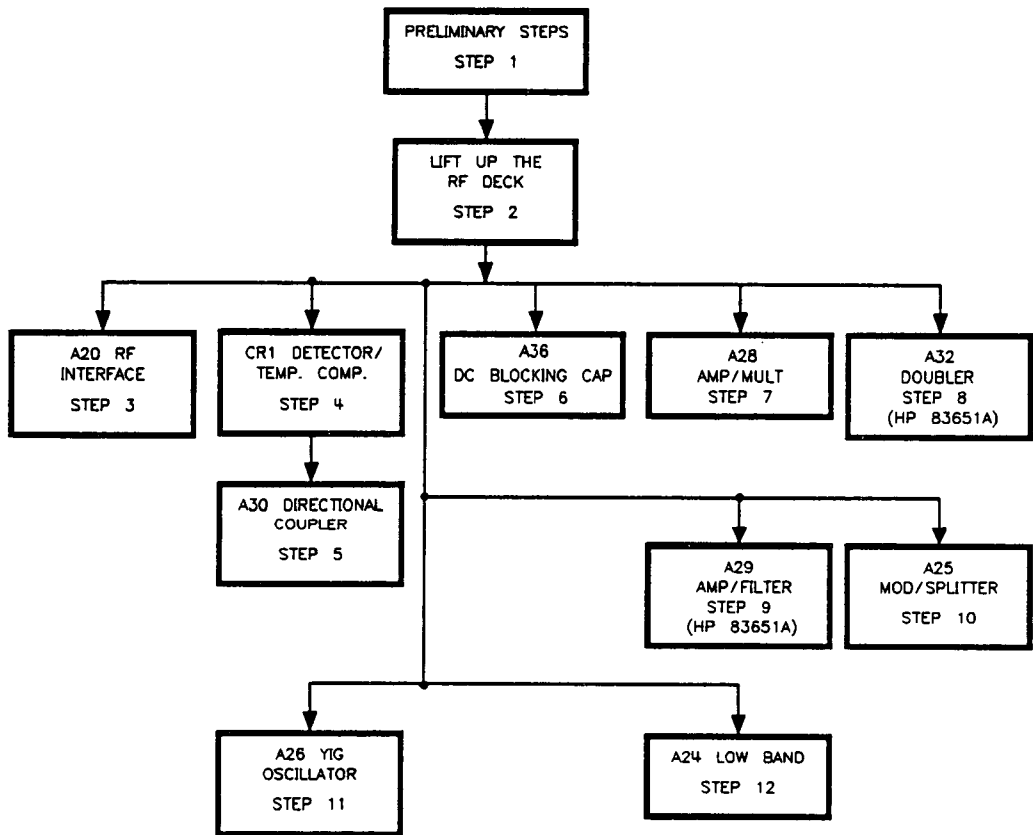 PRELIMINARY STEPS
STEP 1
LIFT UP THE
RF DECK
STEP 2
A20 RF
INTERFACE
STEP 3
CR1 DETECTOR/
TEMP. COMP.
STEP 4
A36
DC BLOCKING CAP
STEP 6
A28
AMP/MULT
STEP 7
A32
DOUBLER
STEP 8
(HP 83651A)
A30 DIRECTIONAL
COUPLER
STEP 5
A29
AMP/FILTER
STEP 9
(HP 83651A)
A25
MOD/SPLITTER
STEP 10
A26 YIG
OSCILLATOR
STEP 11
A24 LOW BAND
STEP 12